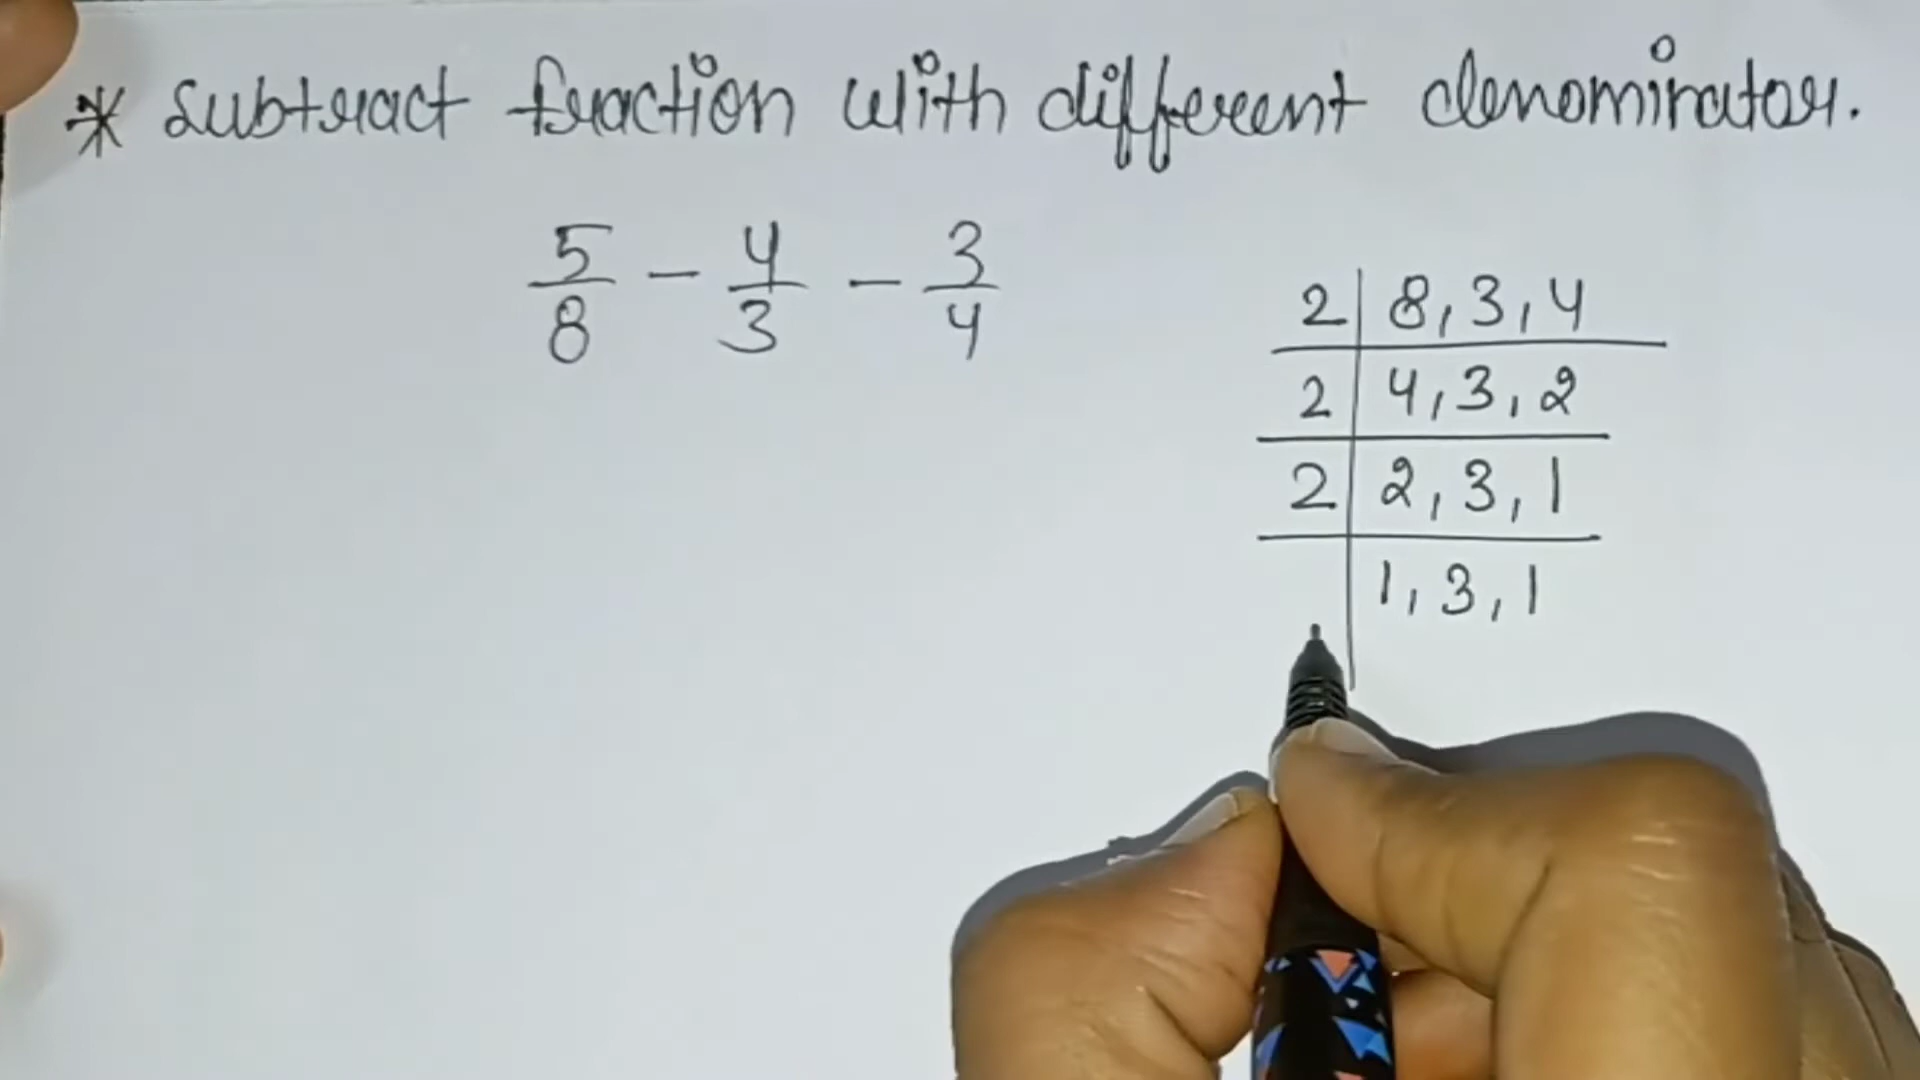 * Subtract fraction with different denominator.
5/8 - 4/3 - 3/4
2 | 8, 3, 4
2 | 4, 3, 2
2 | 2, 3, 1
| 1, 3, 1